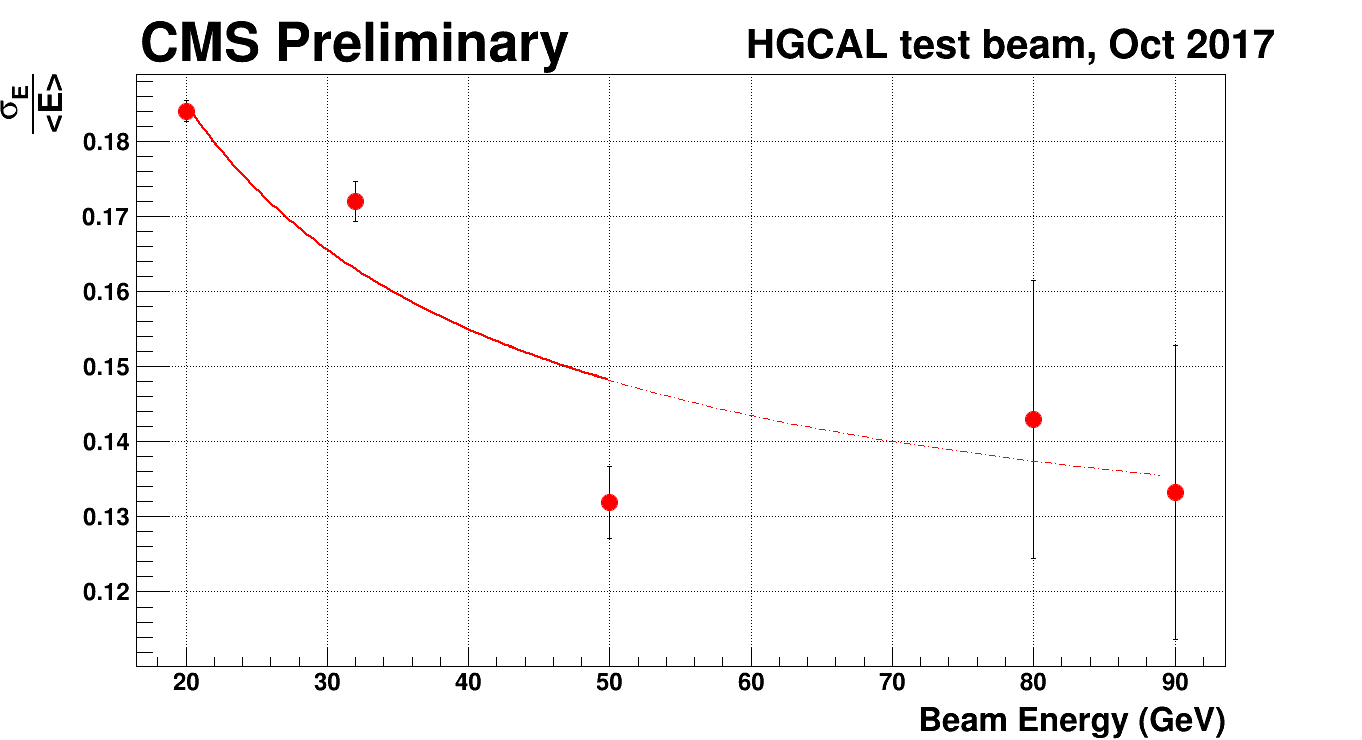 CMS Preliminary
HGCAL test beam, Oct 2017
σE
<E>
0.18
0.17
0.16
0.15
0.14
0.13
0.12
20 30 40 50 60 70 80 90
Beam Energy (GeV)